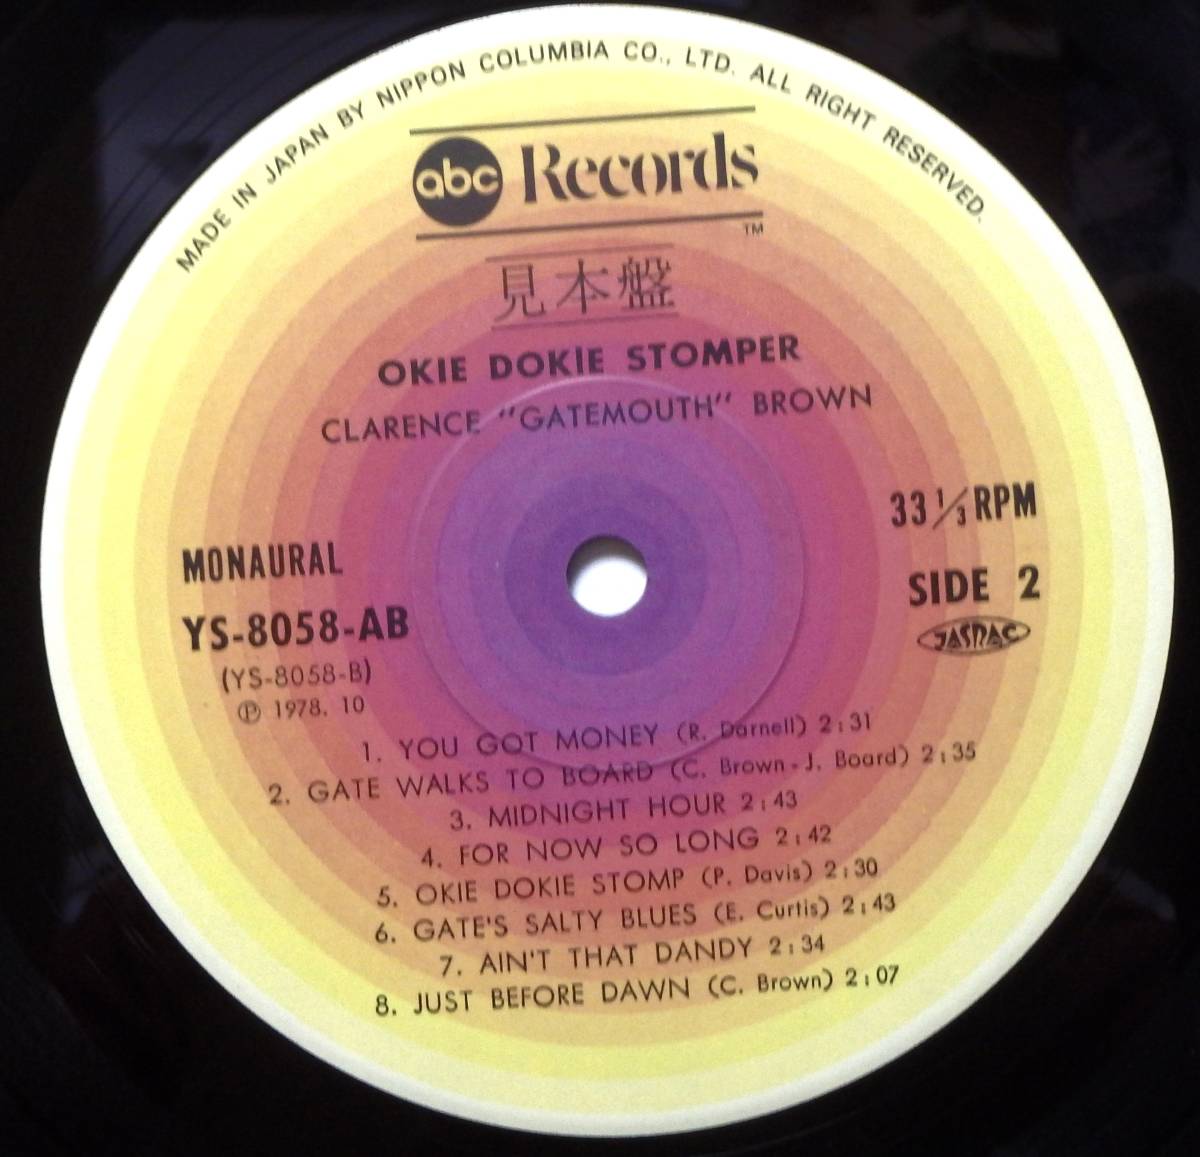 MADE IN JAPAN BY NIPPON COLUMBIA CO., LTD. ALL RIGHT RESERVED.
abc Records
TM
見本盤
OKIE DOKIE STOMPER
CLARENCE "GATEMOUTH" BROWN
33 1/3 RPM
MONAURAL
SIDE 2
YS-8058-AB
JASRAC
(YS-8058-B)
Ⓟ 1978. 10
1. YOU GOT MONEY (R. Darnell) 2:31
2. GATE WALKS TO BOARD (C. Brown - J. Board) 2:35
3. MIDNIGHT HOUR 2:43
4. FOR NOW SO LONG 2:42
5. OKIE DOKIE STOMP (P. Davis) 2:30
6. GATE'S SALTY BLUES (E. Curtis) 2:43
7. AIN'T THAT DANDY 2:34
8. JUST BEFORE DAWN (C. Brown) 2:07